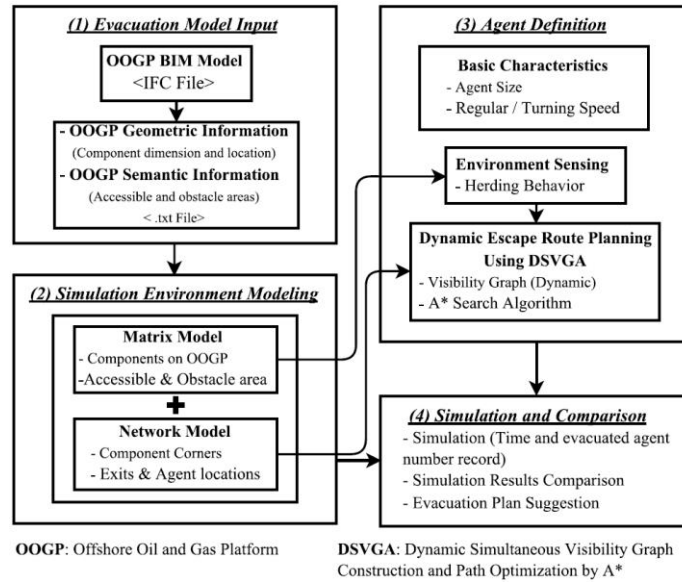 (1) Evacuation Model Input
OOGP BIM Model
<IFC File>
- OOGP Geometric Information
(Component dimension and location)
- OOGP Semantic Information
(Accessible and obstacle areas)
< .txt File>
(2) Simulation Environment Modeling
Matrix Model
- Components on OOGP
-Accessible & Obstacle area
+
Network Model
- Component Corners
- Exits & Agent locations
(3) Agent Definition
Basic Characteristics
- Agent Size
- Regular / Turning Speed
Environment Sensing
- Herding Behavior
Dynamic Escape Route Planning
Using DSVGA
- Visibility Graph (Dynamic)
- A* Search Algorithm
(4) Simulation and Comparison
- Simulation (Time and evacuated agent
number record)
- Simulation Results Comparison
- Evacuation Plan Suggestion
OOGP: Offshore Oil and Gas Platform
DSVGA: Dynamic Simultaneous Visibility Graph
Construction and Path Optimization by A*